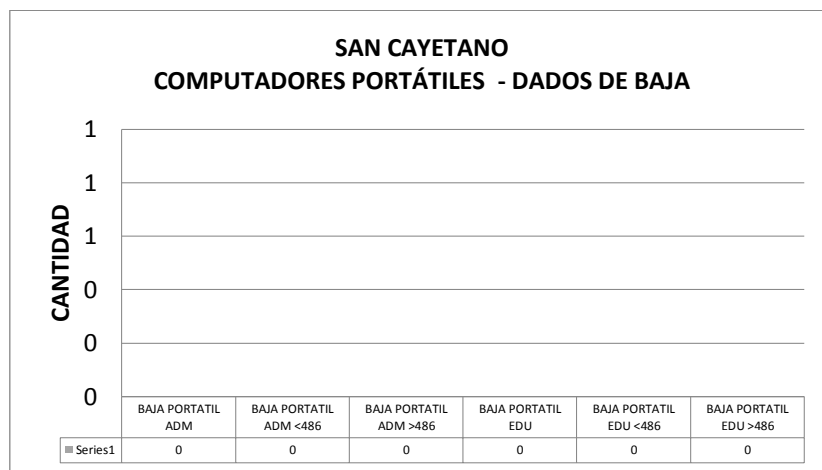 SAN CAYETANO
COMPUTADORES PORTÁTILES - DADOS DE BAJA
CANTIDAD
1
1
1
0
0
0
BAJA PORTATIL ADM
BAJA PORTATIL ADM <486
BAJA PORTATIL ADM >486
BAJA PORTATIL EDU
BAJA PORTATIL EDU <486
BAJA PORTATIL EDU >486
Series1 0 0 0 0 0 0